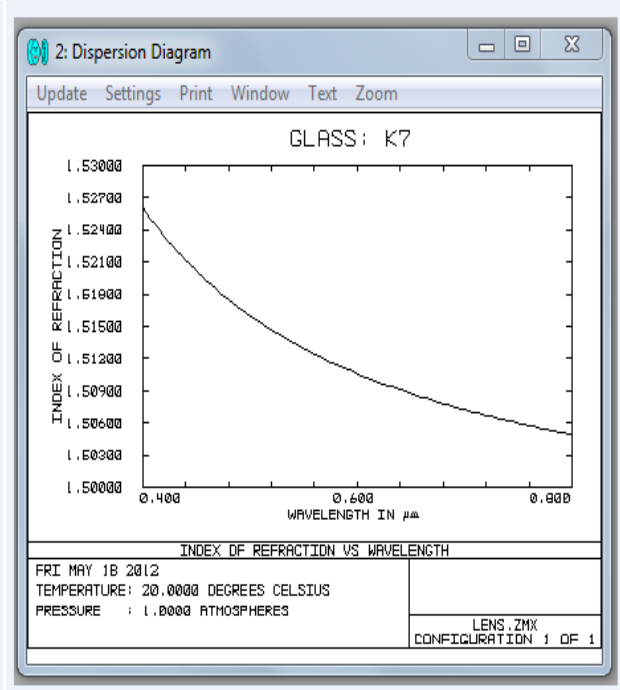 2: Dispersion Diagram
Update Settings Print Window Text Zoom
GLASS: K7
1.53000
1.52700
1.52400
1.52100
1.51800
1.51500
1.51200
1.50900
1.50600
1.50300
1.50000
INDEX OF REFRACTION
0.400 0.600 0.800
WAVELENGTH IN µm
INDEX OF REFRACTION VS WAVELENGTH
FRI MAY 18 2012
TEMPERATURE: 20.0000 DEGREES CELSIUS
PRESSURE : 1.0000 ATMOSPHERES
LENS.ZMX
CONFIGURATION 1 OF 1